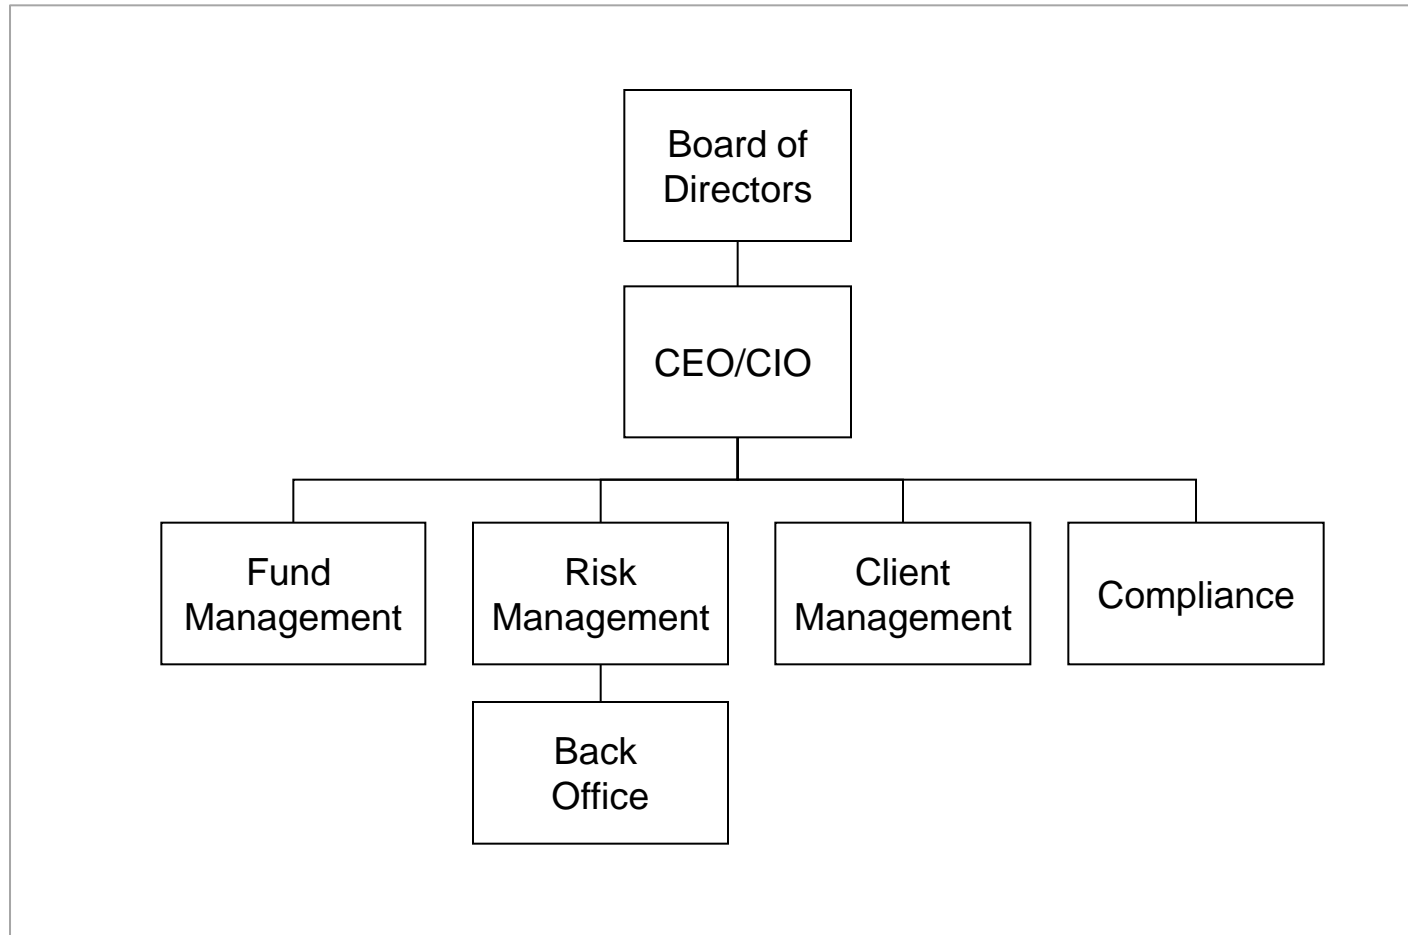 Board of
Directors
CEO/CIO
Fund
Management
Risk
Management
Client
Management
Compliance
Back
Office